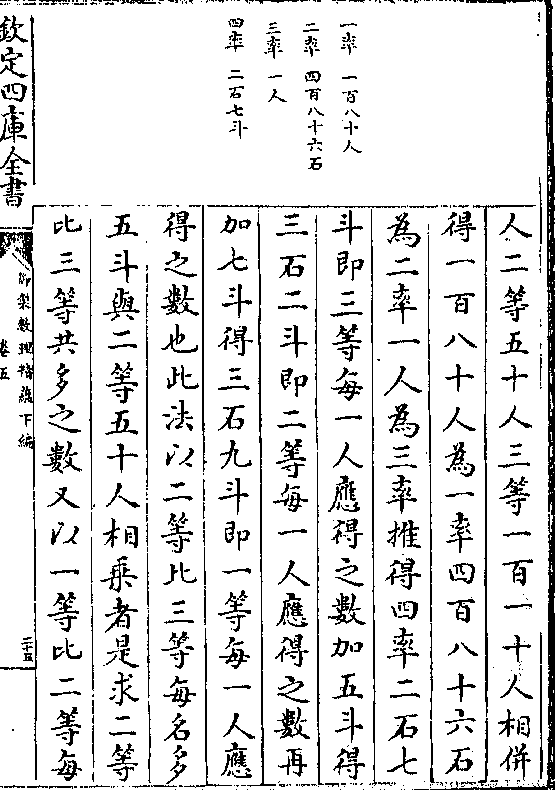 一率 一百八十人
二率 四百八十六石
三率 一人
四率 二石七斗
人二等五十人三等一百一十人相併
得一百八十人為一率四百八十六石
為二率一人為三率推得四率二石七
斗即三等每一人應得之數加五斗得
三石二斗即二等每一人應得之數再
加七斗得三石九斗即一等每一人應
得之數也此法以二等比三等每名多
五斗與二等五十人相乗者是求二等
比三等共多之數又以一等比二等每
欽定四庫全書
御製數理精藴下編
卷五
二十五